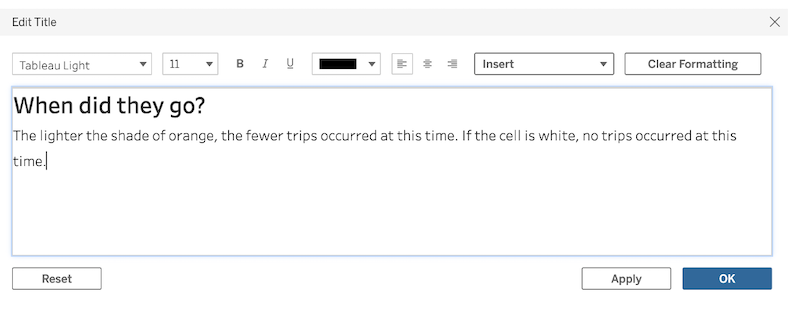 Edit Title
Tableau Light
11
B
I
U
Insert
Clear Formatting
When did they go?
The lighter the shade of orange, the fewer trips occurred at this time. If the cell is white, no trips occurred at this
time.
Reset
Apply
OK